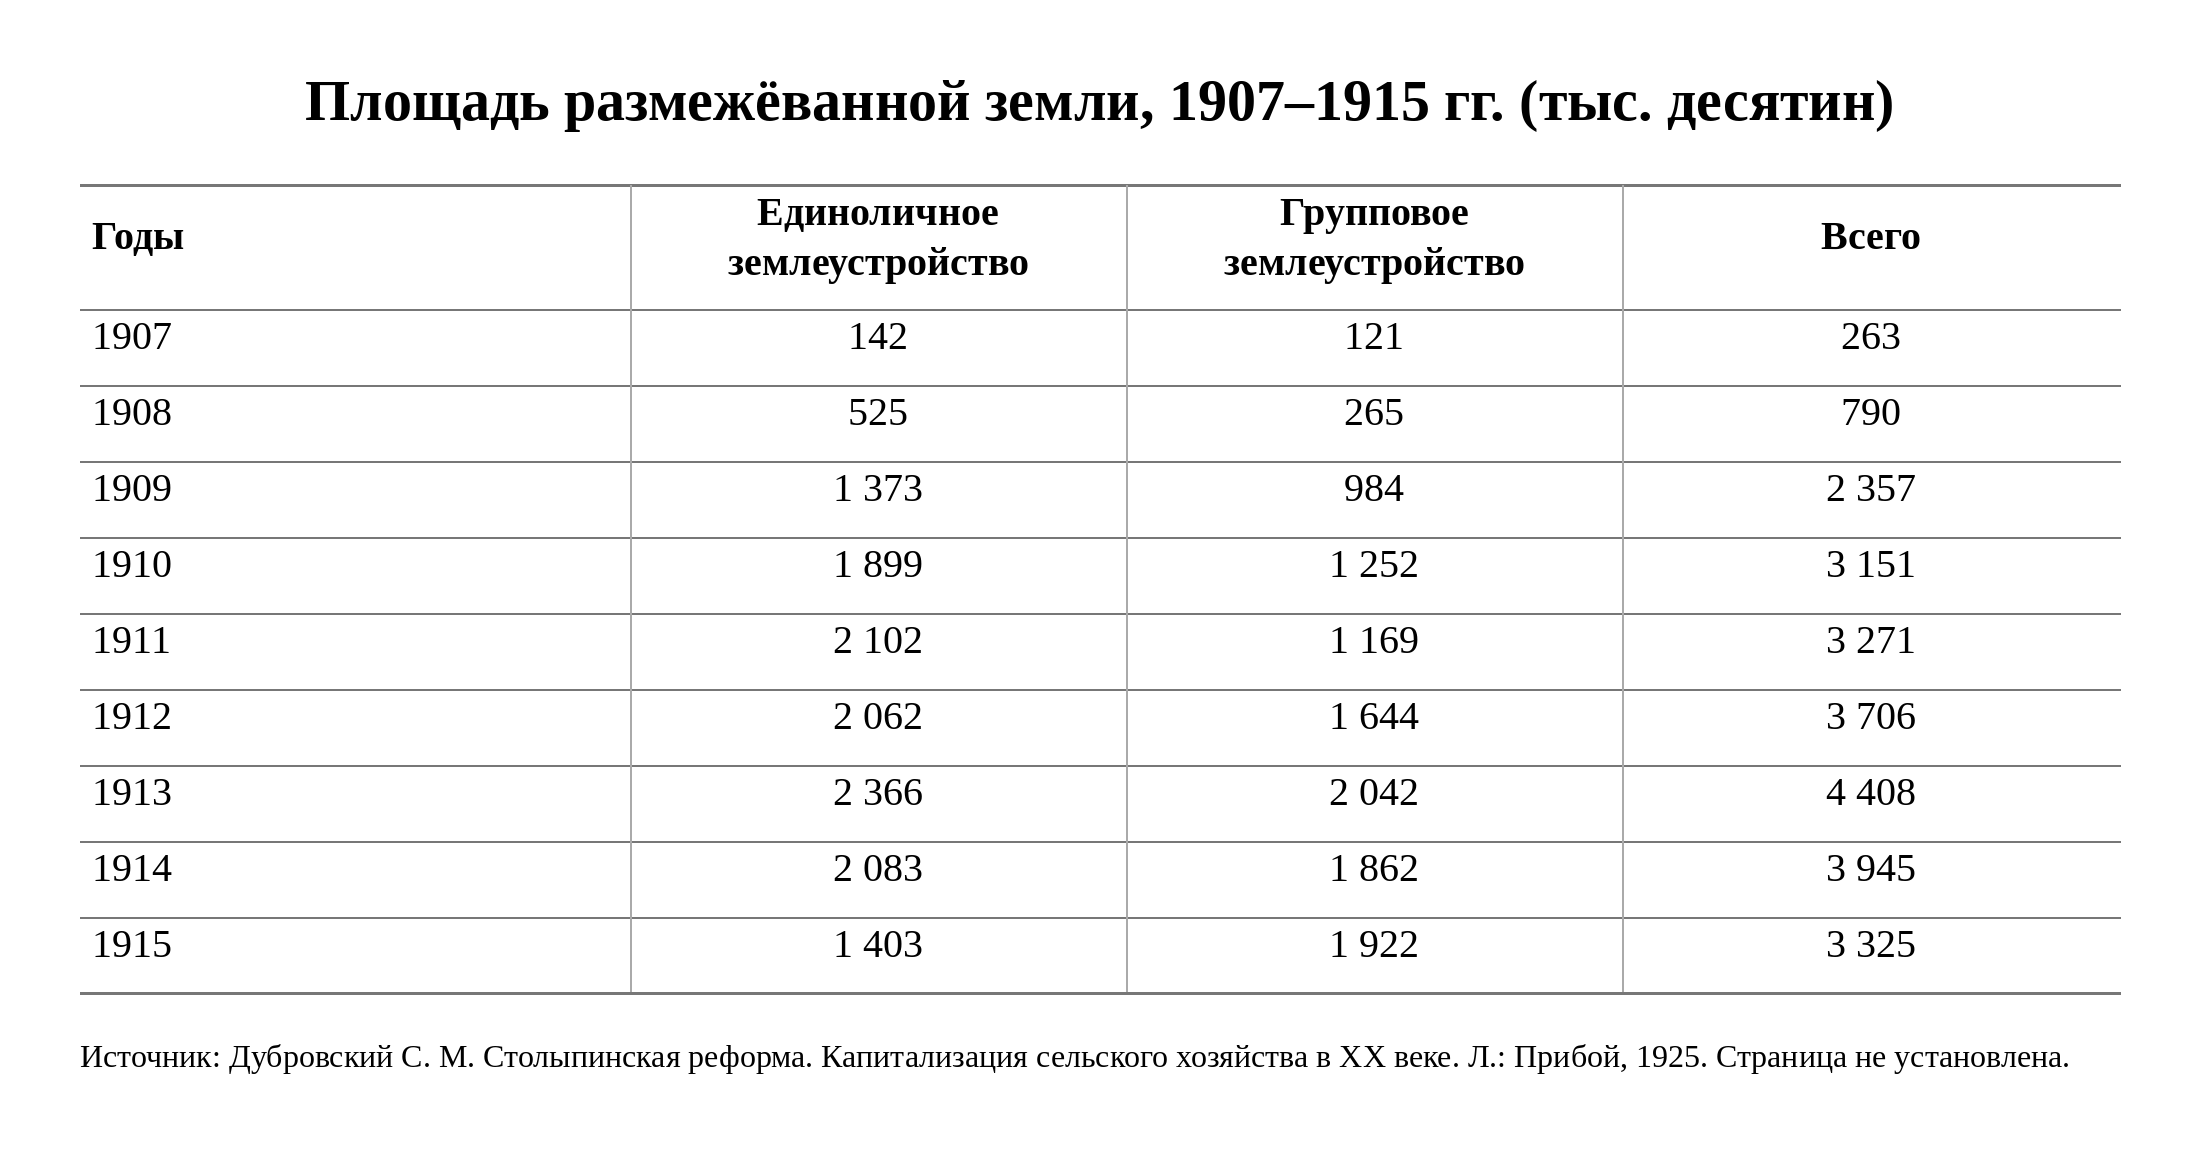 Площадь размежёванной земли, 1907–1915 гг. (тыс. десятин)
Годы Единоличное землеустройство Групповое землеустройство Всего
1907 142 121 263
1908 525 265 790
1909 1 373 984 2 357
1910 1 899 1 252 3 151
1911 2 102 1 169 3 271
1912 2 062 1 644 3 706
1913 2 366 2 042 4 408
1914 2 083 1 862 3 945
1915 1 403 1 922 3 325
Источник: Дубровский С. М. Столыпинская реформа. Капитализация сельского хозяйства в XX веке. Л.: Прибой, 1925. Страница не установлена.